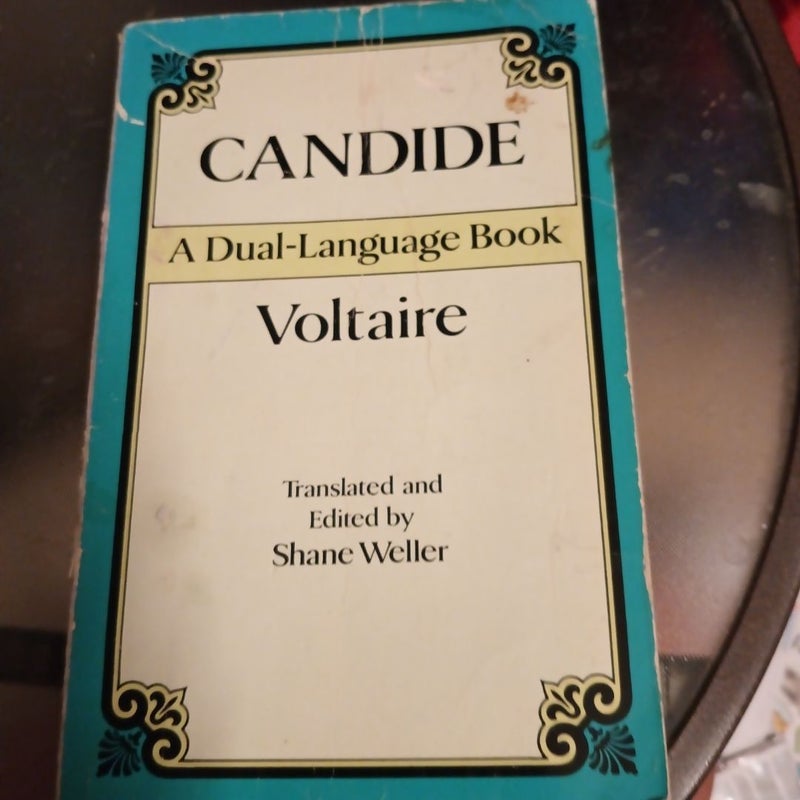 CANDIDE
A Dual-Language Book
Voltaire
Translated and
Edited by
Shane Weller